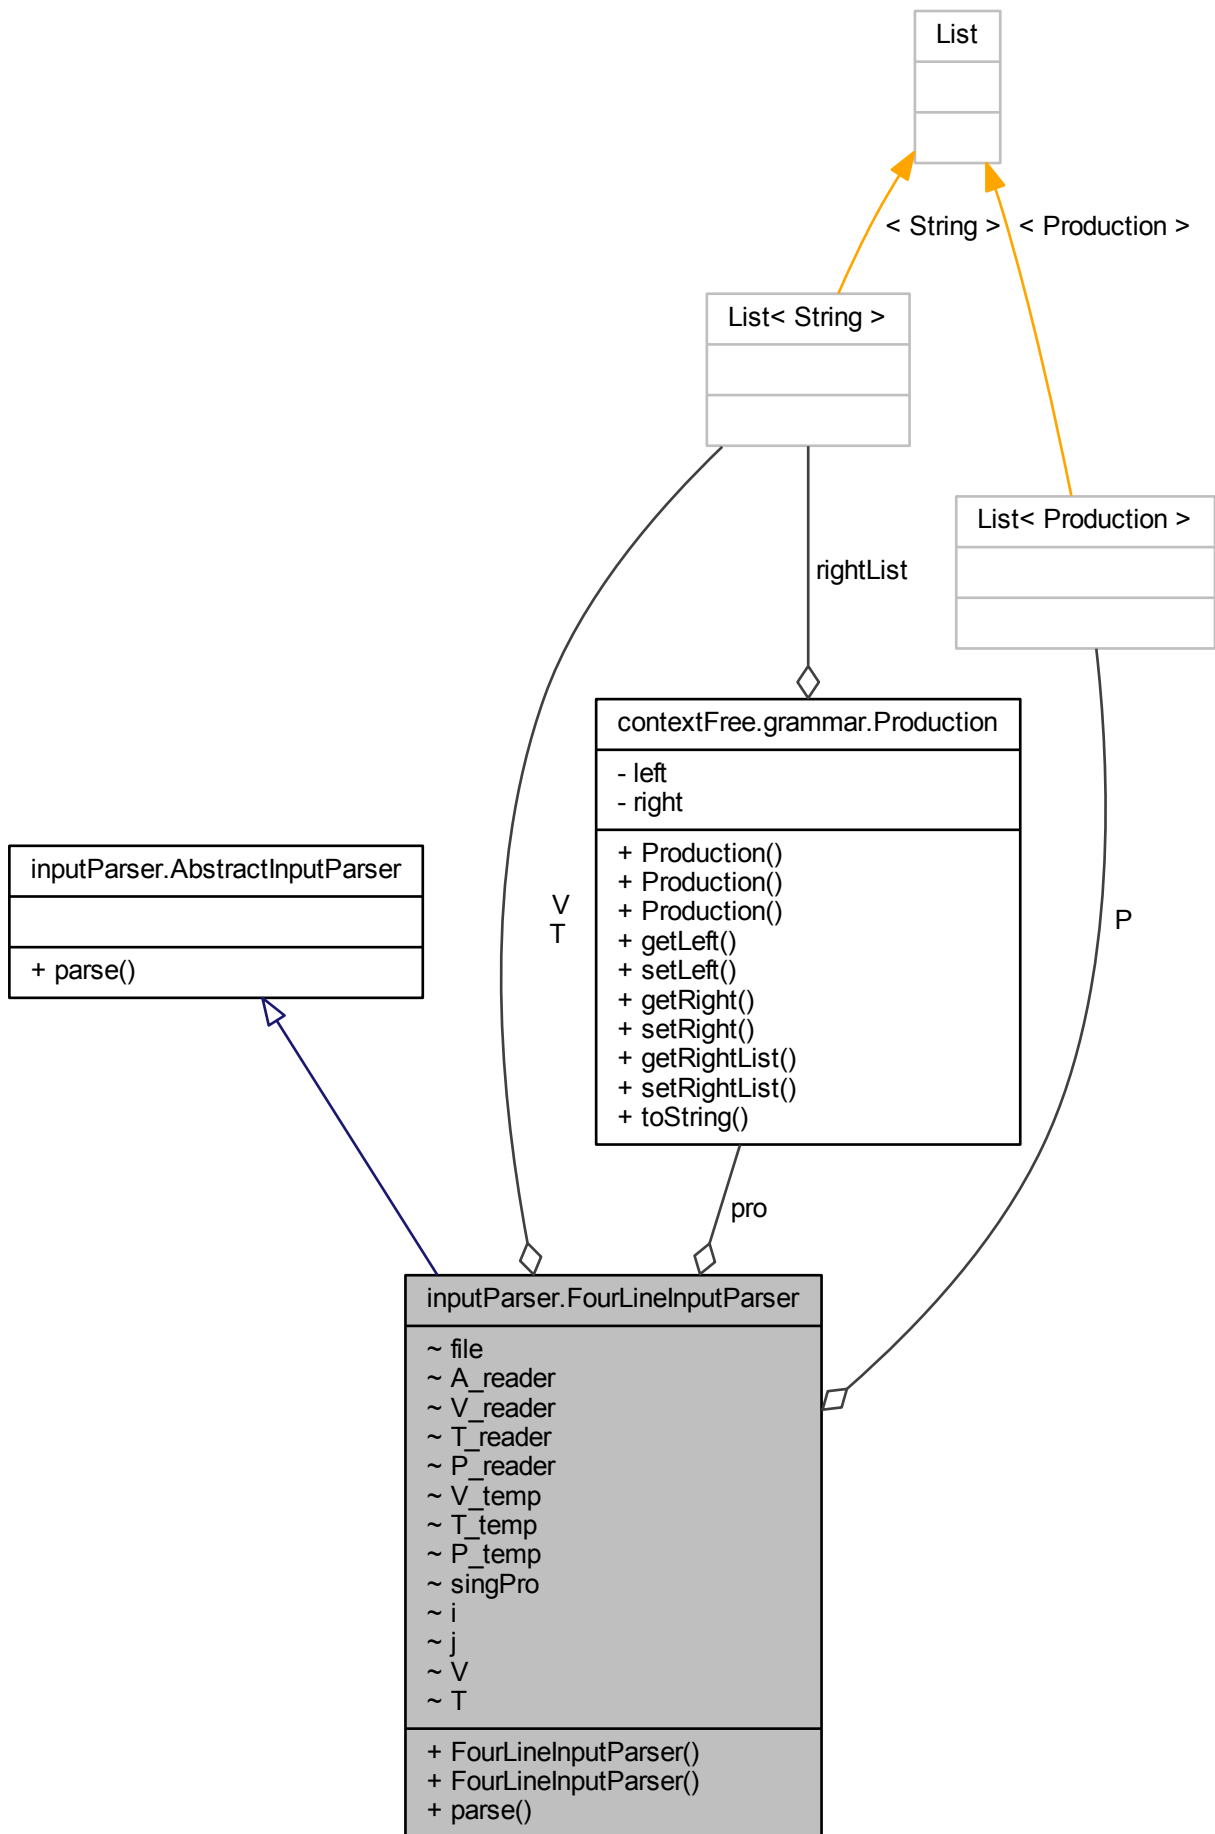 List
< String >
< Production >
List< String >
List< Production >
rightList
contextFree.grammar.Production
- left
- right
+ Production()
+ Production()
+ Production()
+ getLeft()
+ setLeft()
+ getRight()
+ setRight()
+ getRightList()
+ setRightList()
+ toString()
inputParser.AbstractInputParser
+ parse()
V
T
P
pro
inputParser.FourLineInputParser
~ file
~ A_reader
~ V_reader
~ T_reader
~ P_reader
~ V_temp
~ T_temp
~ P_temp
~ singPro
~ i
~ j
~ V
~ T
+ FourLineInputParser()
+ FourLineInputParser()
+ parse()